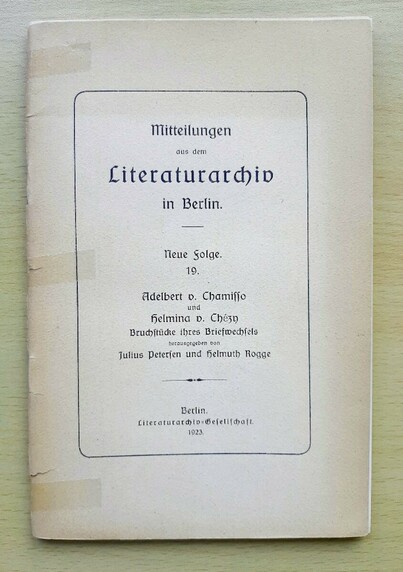 Mitteilungen
aus dem
Literaturarchiv
in Berlin.
Neue Folge.
19.
Adelbert v. Chamisso
und
Helmina v. Chézy
Bruchstücke ihres Briefwechsels
herausgegeben von
Julius Petersen und Helmuth Rogge
Berlin.
Literaturarchiv-Gesellschaft.
1923.